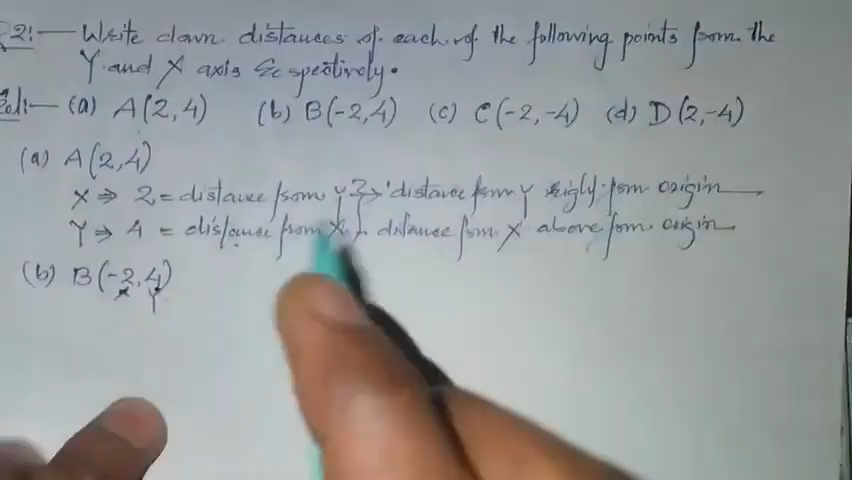 Q2:— Write down distances of each of the following points from the
Y and X axis respectively.
Sol:— (a) A(2,4) (b) B(-2,4) (c) C(-2,-4) (d) D(2,-4)
(a) A(2,4)
X ⇒ 2 = distance from Y distance from Y from origin
Y ⇒ 4 = distance from X distance from X above from origin
(b) B(-2,4)
X Y